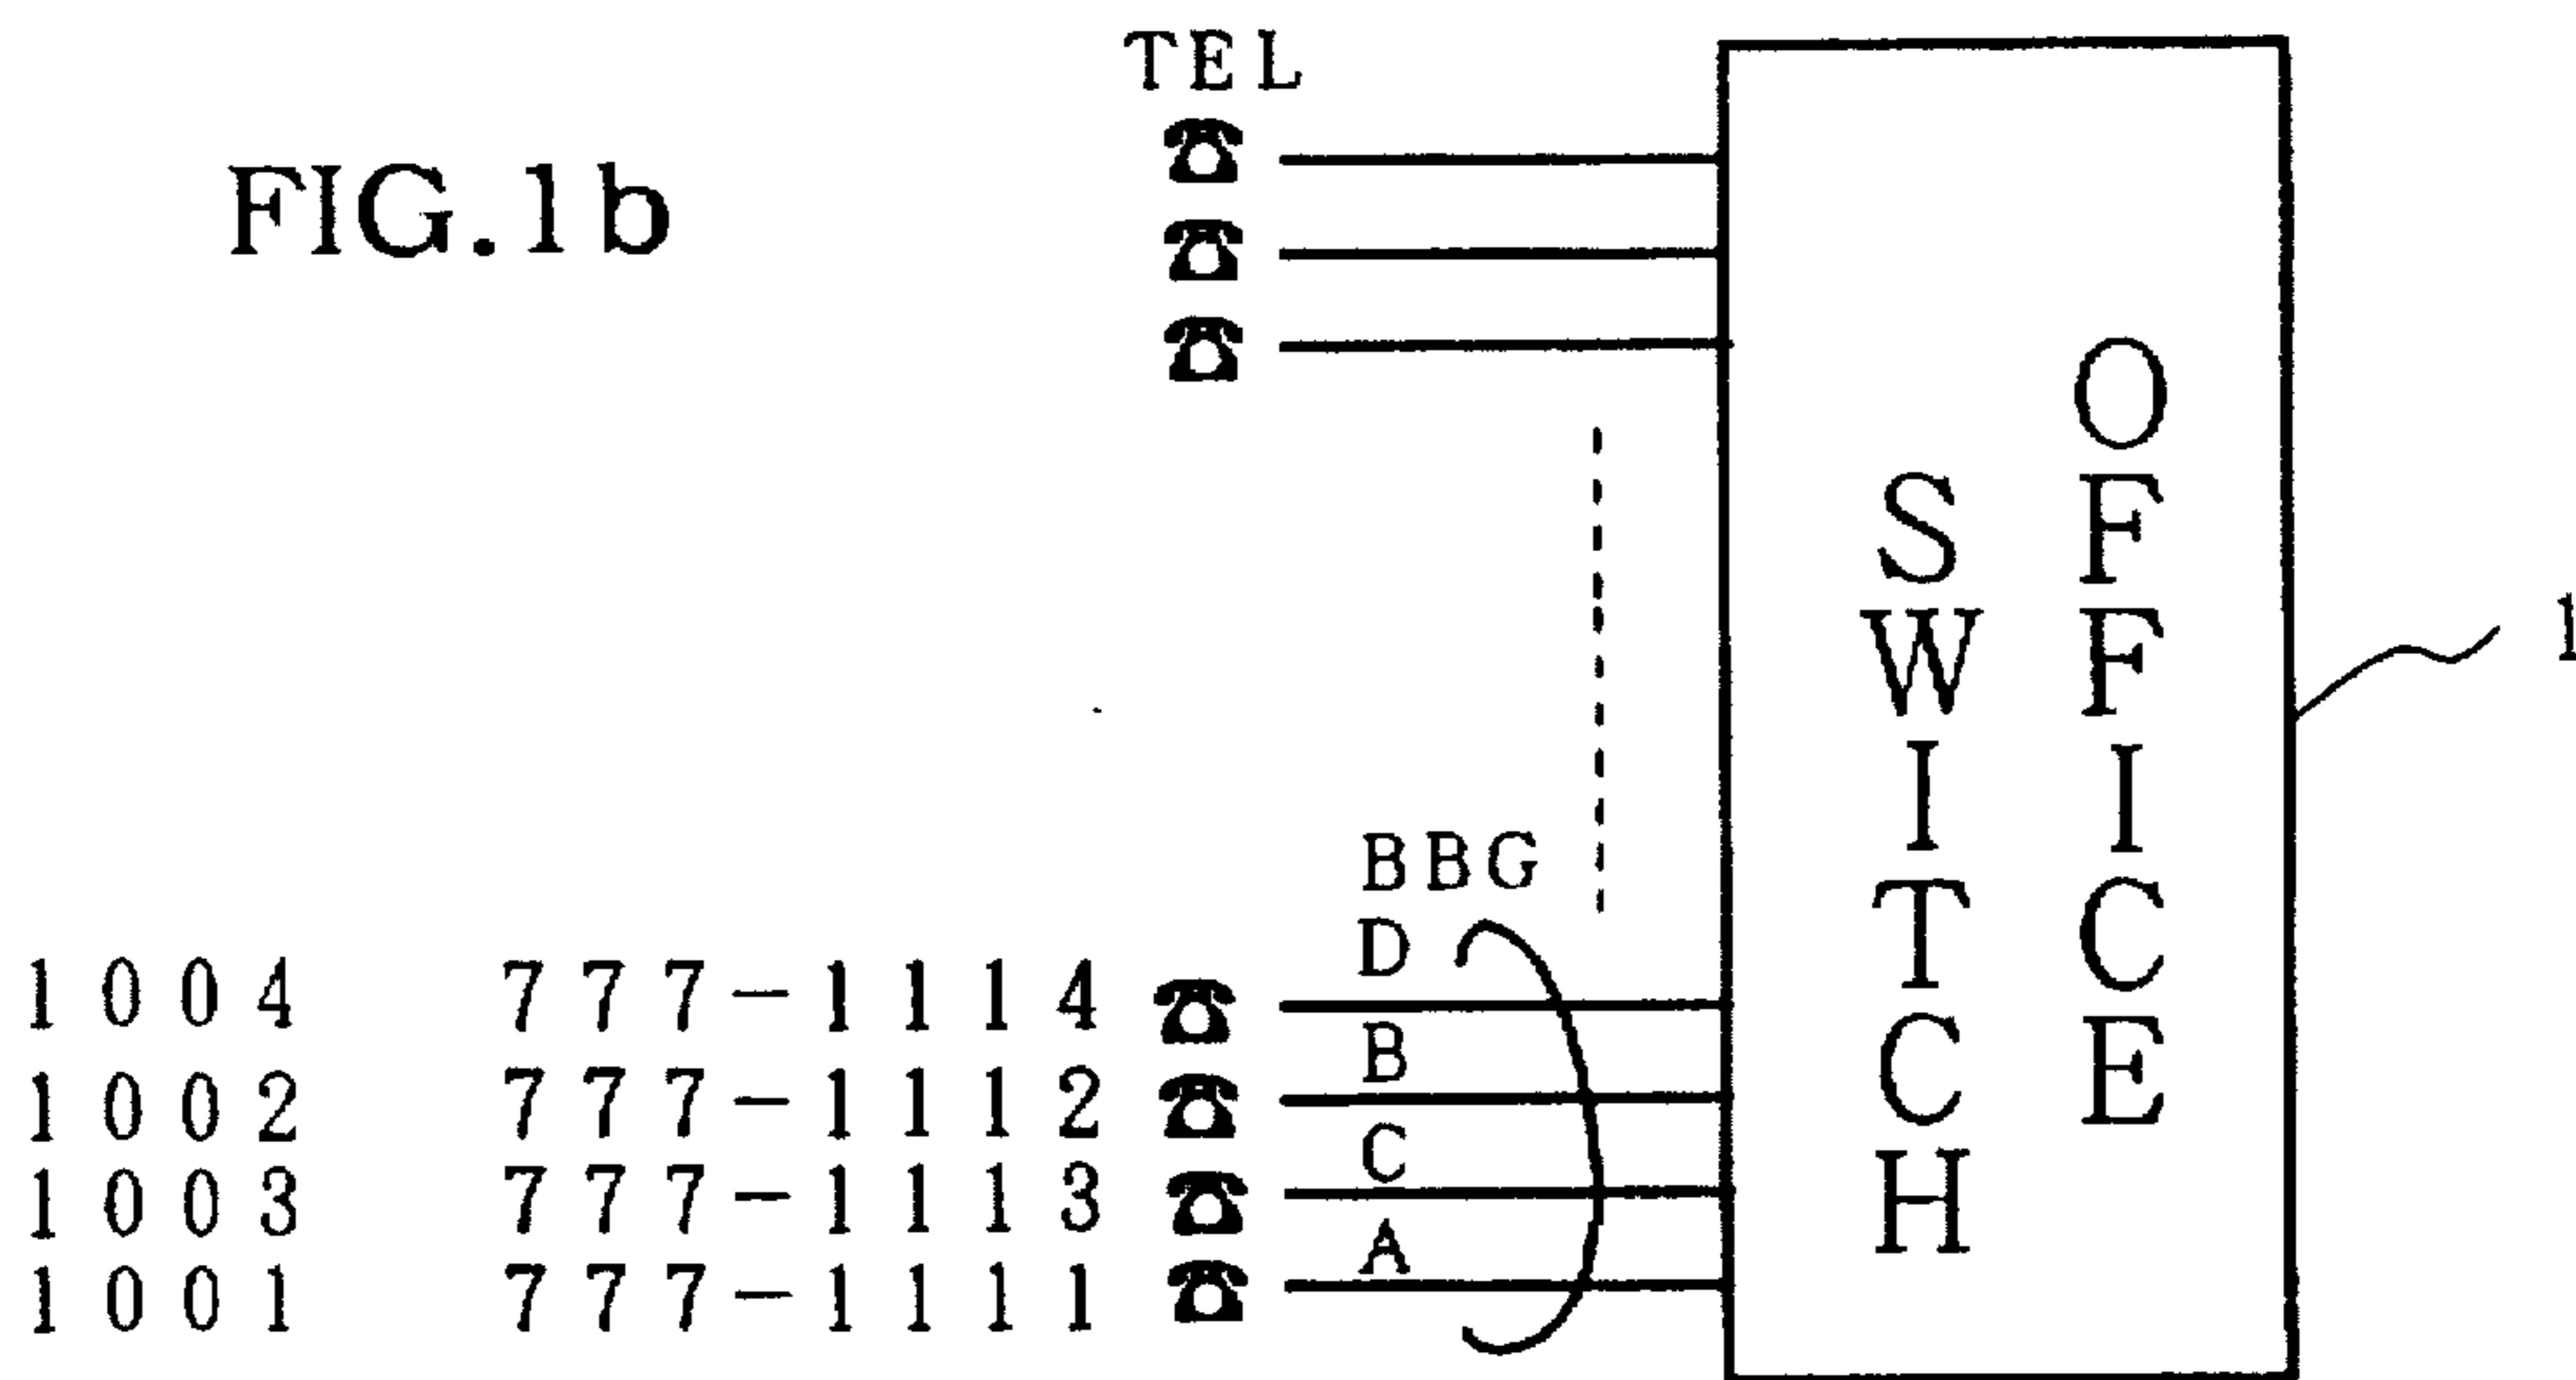 FIG.1b
TEL
SWITCH
OFFICE
1
BBG
D
1004 777-1114
B
1002 777-1112
C
1003 777-1113
A
1001 777-1111